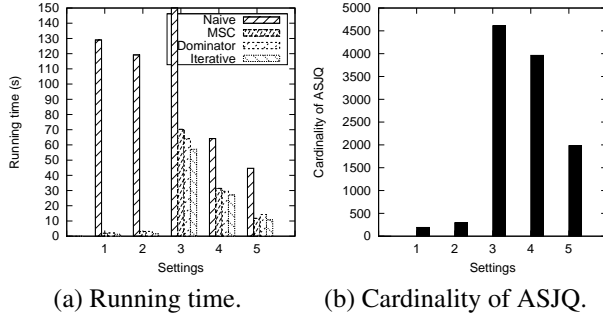 Running time (s)
150
140
130
120
110
100
90
80
70
60
50
40
30
20
10
0
Naive
MSC
Dominator
Iterative
1 2 3 4 5
Settings
(a) Running time.
Cardinality of ASJQ
5000
4500
4000
3500
3000
2500
2000
1500
1000
500
0
1 2 3 4 5
Settings
(b) Cardinality of ASJQ.